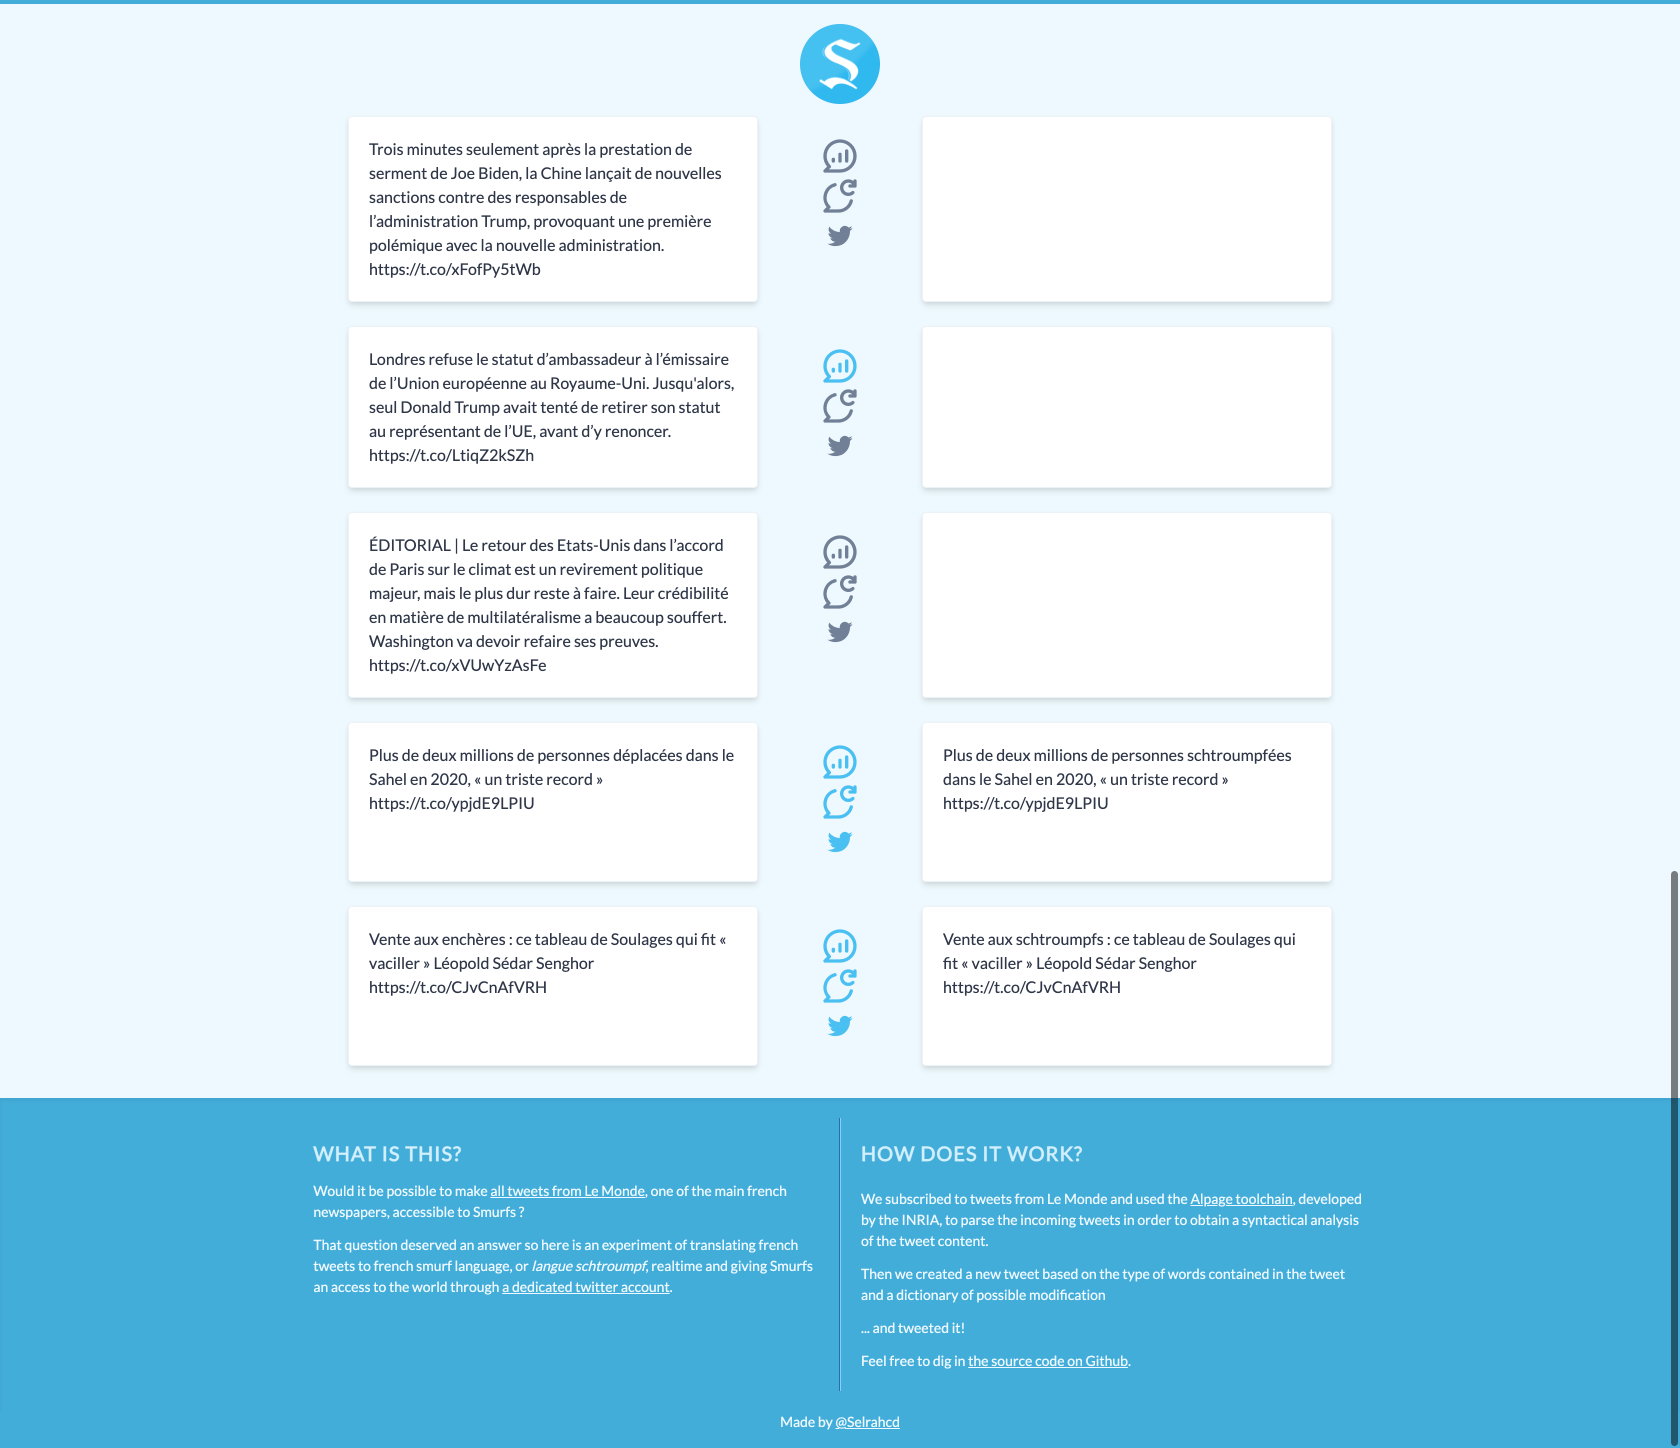 S
Trois minutes seulement après la prestation de
serment de Joe Biden, la Chine lançait de nouvelles
sanctions contre des responsables de
l’administration Trump, provoquant une première
polémique avec la nouvelle administration.
https://t.co/xFofPy5tWb
Londres refuse le statut d’ambassadeur à l’émissaire
de l’Union européenne au Royaume-Uni. Jusqu'alors,
seul Donald Trump avait tenté de retirer son statut
au représentant de l’UE, avant d’y renoncer.
https://t.co/LtiqZ2kSZh
ÉDITORIAL | Le retour des Etats-Unis dans l’accord
de Paris sur le climat est un revirement politique
majeur, mais le plus dur reste à faire. Leur crédibilité
en matière de multilatéralisme a beaucoup souffert.
Washington va devoir refaire ses preuves.
https://t.co/xVUwYzAsFe
Plus de deux millions de personnes déplacées dans le
Sahel en 2020, « un triste record »
https://t.co/ypjdE9LPIU
Plus de deux millions de personnes schtroumpfées
dans le Sahel en 2020, « un triste record »
https://t.co/ypjdE9LPIU
Vente aux enchères : ce tableau de Soulages qui fit «
vaciller » Léopold Sédar Senghor
https://t.co/CJvCnAfVRH
Vente aux schtroumpfs : ce tableau de Soulages qui
fit « vaciller » Léopold Sédar Senghor
https://t.co/CJvCnAfVRH
WHAT IS THIS?
Would it be possible to make all tweets from Le Monde, one of the main french
newspapers, accessible to Smurfs ?
That question deserved an answer so here is an experiment of translating french
tweets to french smurf language, or langue schtroumpf, realtime and giving Smurfs
an access to the world through a dedicated twitter account.
HOW DOES IT WORK?
We subscribed to tweets from Le Monde and used the Alpage toolchain, developed
by the INRIA, to parse the incoming tweets in order to obtain a syntactical analysis
of the tweet content.
Then we created a new tweet based on the type of words contained in the tweet
and a dictionary of possible modification
... and tweeted it!
Feel free to dig in the source code on Github.
Made by @Selrahcd